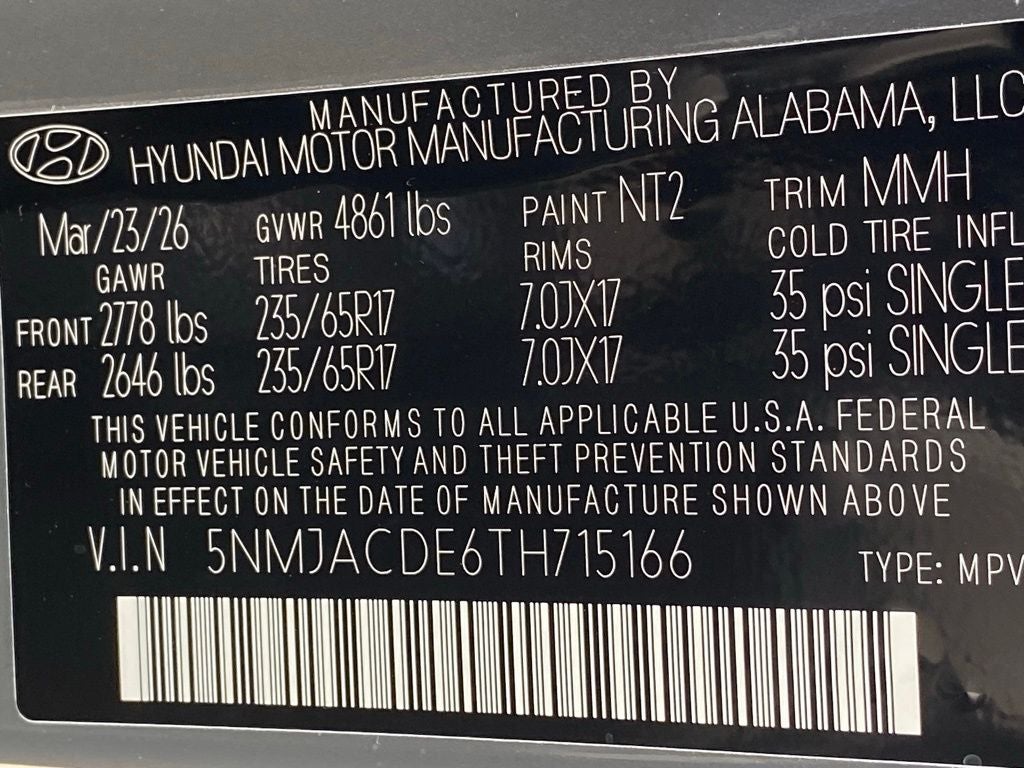 MANUFACTURED BY
HYUNDAI MOTOR MANUFACTURING ALABAMA, LLC
Mar/23/26 GVWR 4861 lbs PAINT NT2 TRIM MMH
GAWR TIRES RIMS COLD TIRE INFL
FRONT 2778 lbs 235/65R17 7.0JX17 35 psi SINGLE
REAR 2646 lbs 235/65R17 7.0JX17 35 psi SINGLE
THIS VEHICLE CONFORMS TO ALL APPLICABLE U.S.A. FEDERAL
MOTOR VEHICLE SAFETY AND THEFT PREVENTION STANDARDS
IN EFFECT ON THE DATE OF MANUFACTURE SHOWN ABOVE
V.I.N 5NMJACDE6TH715166 TYPE: MPV